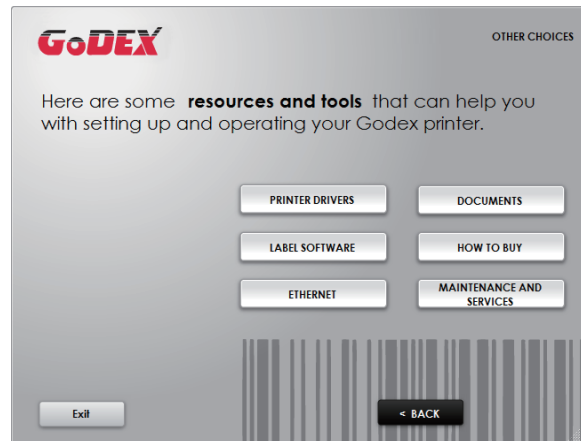 GoDEX
OTHER CHOICES
Here are some resources and tools that can help you
with setting up and operating your Godex printer.
PRINTER DRIVERS
DOCUMENTS
LABEL SOFTWARE
HOW TO BUY
ETHERNET
MAINTENANCE AND
SERVICES
Exit
< BACK